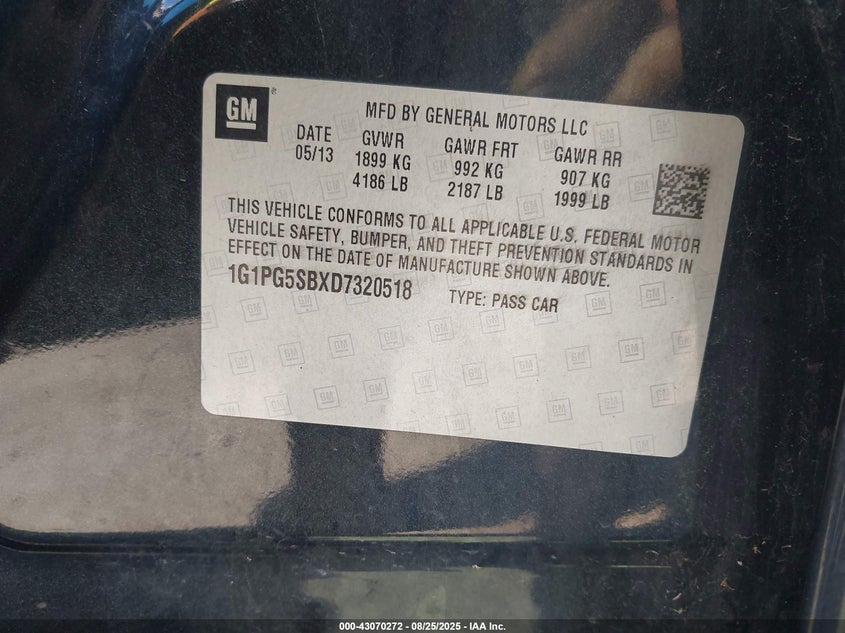 GM
MFD BY GENERAL MOTORS LLC
DATE GVWR GAWR FRT GAWR RR
05/13 1899 KG 992 KG 907 KG
4186 LB 2187 LB 1999 LB
THIS VEHICLE CONFORMS TO ALL APPLICABLE U.S. FEDERAL MOTOR
VEHICLE SAFETY, BUMPER, AND THEFT PREVENTION STANDARDS IN
EFFECT ON THE DATE OF MANUFACTURE SHOWN ABOVE.
1G1PG5SBXD7320518 TYPE: PASS CAR
000-43070272 - 08/25/2025 - IAA Inc.